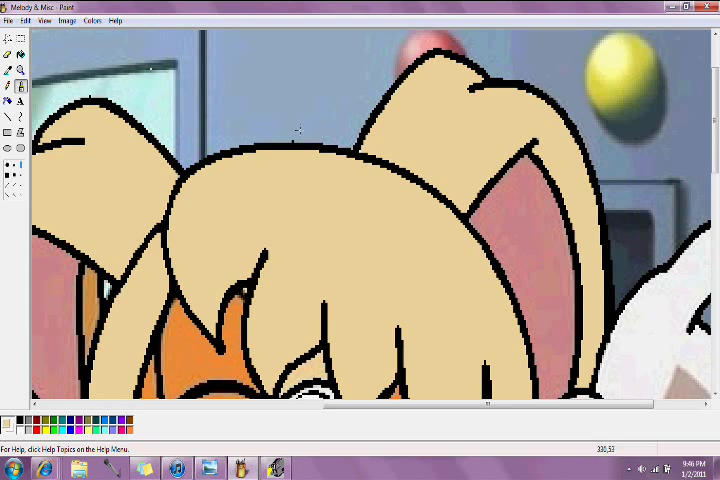 Melody & Misc - Paint
File Edit View Image Colors Help
A
For Help, click Help Topics on the Help Menu.
330,53
9:46 PM
1/2/2011